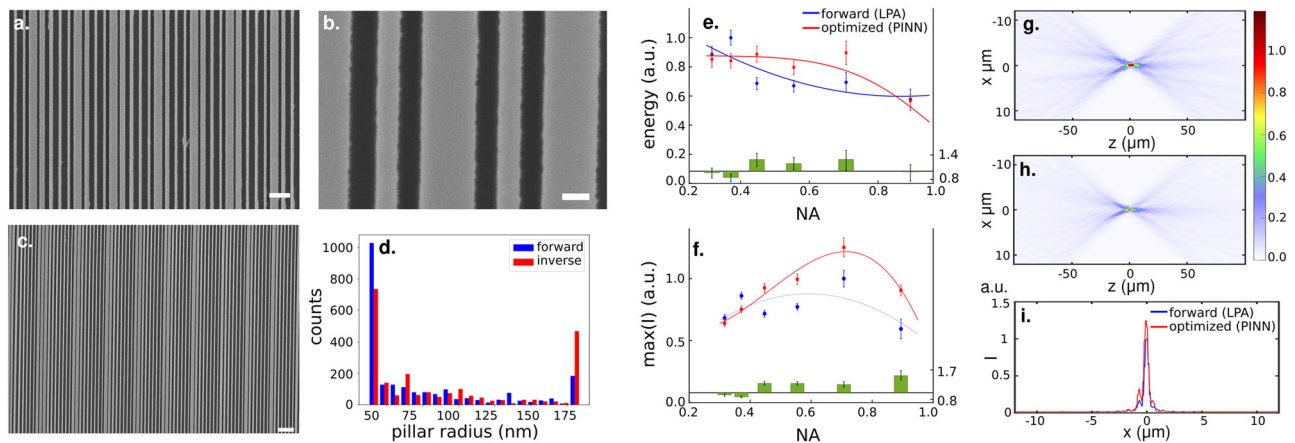 a.
b.
c.
d.
forward
inverse
counts
1000
800
600
400
200
0
50
75
100
125
150
175
pillar radius (nm)
e.
forward (LPA)
optimized (PINN)
energy (a.u.)
1.0
0.8
0.6
0.4
0.2
0.0
1.4
0.8
0.2
0.4
0.6
0.8
1.0
NA
f.
max(I) (a.u.)
1.0
0.5
0
1.7
0.8
0.2
0.4
0.6
0.8
1.0
NA
g.
x μm
-10
0
10
-50
0
50
z (μm)
h.
x μm
-10
0
10
-50
0
50
z (μm)
1.0
0.8
0.6
0.4
0.2
0.0
a.u.
i.
forward (LPA)
optimized (PINN)
I
1.5
1
0.5
0
-10
-5
0
5
10
x (μm)